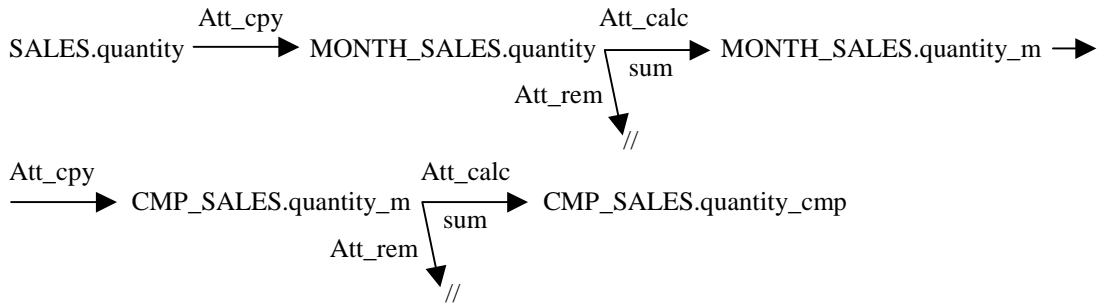 Att_cpy Att_calc
SALES.quantity MONTH_SALES.quantity MONTH_SALES.quantity_m
sum
Att_rem
//
Att_cpy Att_calc
CMP_SALES.quantity_m CMP_SALES.quantity_cmp
sum
Att_rem
//